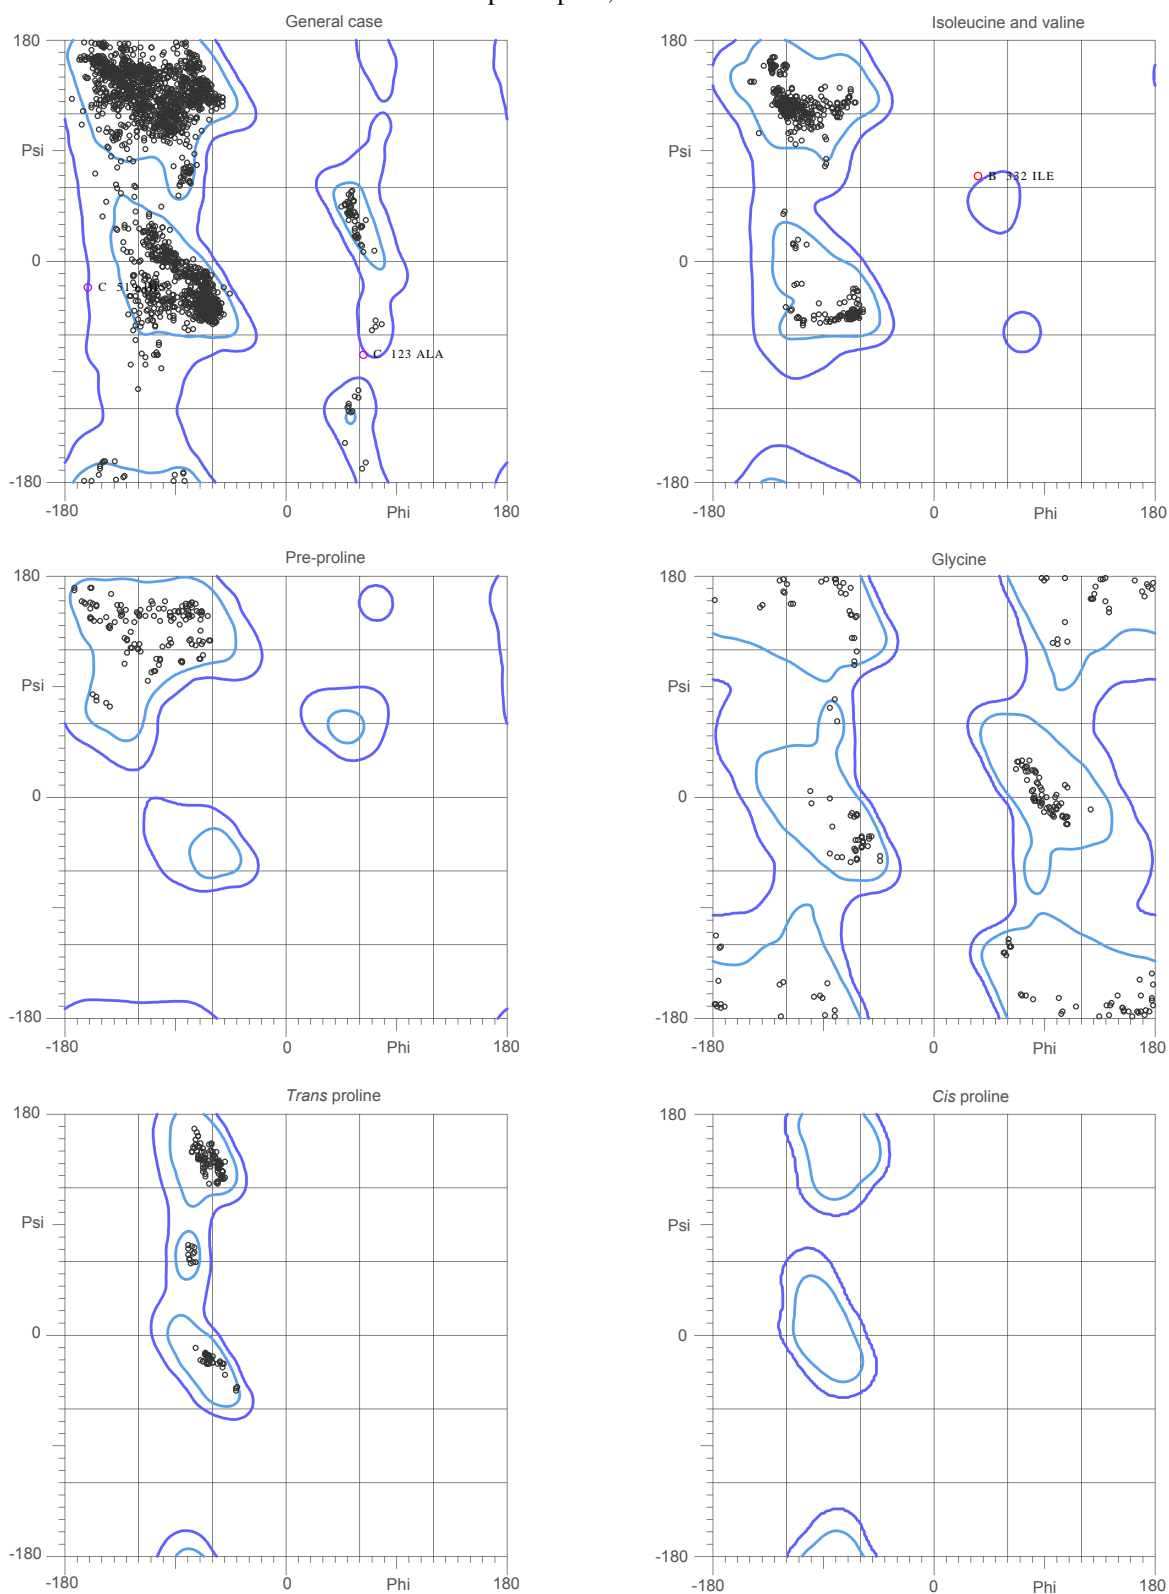 General case
180
Psi
0
-180
-180
0
Phi
180
C
C 123 ALA
Isoleucine and valine
180
Psi
0
-180
-180
0
Phi
180
B 332 ILE
Pre-proline
180
Psi
0
-180
-180
0
Phi
180
Glycine
180
Psi
0
-180
-180
0
Phi
180
Trans proline
180
Psi
0
-180
-180
0
Phi
180
Cis proline
180
Psi
0
-180
-180
0
Phi
180